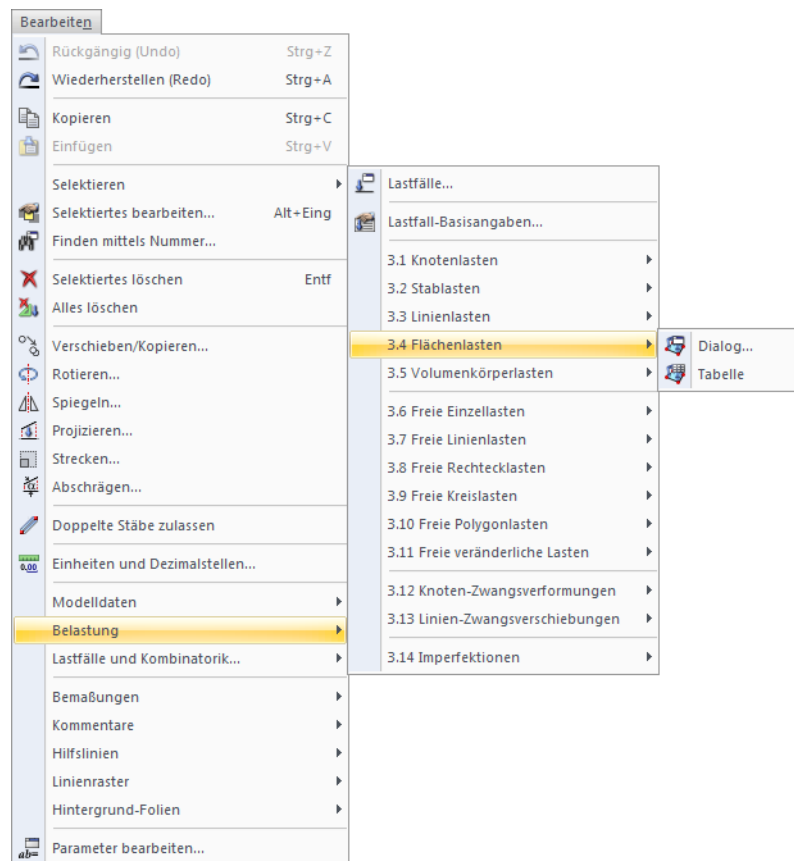 Bearbeiten
Rückgängig (Undo) Strg+Z
Wiederherstellen (Redo) Strg+A
Kopieren Strg+C
Einfügen Strg+V
Selektieren
Selektiertes bearbeiten... Alt+Eing
Finden mittels Nummer...
Selektiertes löschen Entf
Alles löschen
Verschieben/Kopieren...
Rotieren...
Spiegeln...
Projizieren...
Strecken...
Abschrägen...
Doppelte Stäbe zulassen
0,00 Einheiten und Dezimalstellen...
Modelldaten
Belastung
Lastfälle und Kombinatorik...
Bemaßungen
Kommentare
Hilfslinien
Linienraster
Hintergrund-Folien
ab= Parameter bearbeiten...
Lastfälle...
Lastfall-Basisangaben...
3.1 Knotenlasten
3.2 Stablasten
3.3 Linienlasten
3.4 Flächenlasten
3.5 Volumenkörperlasten
3.6 Freie Einzellasten
3.7 Freie Linienlasten
3.8 Freie Rechtecklasten
3.9 Freie Kreislasten
3.10 Freie Polygonlasten
3.11 Freie veränderliche Lasten
3.12 Knoten-Zwangsverformungen
3.13 Linien-Zwangsverschiebungen
3.14 Imperfektionen
Dialog...
Tabelle